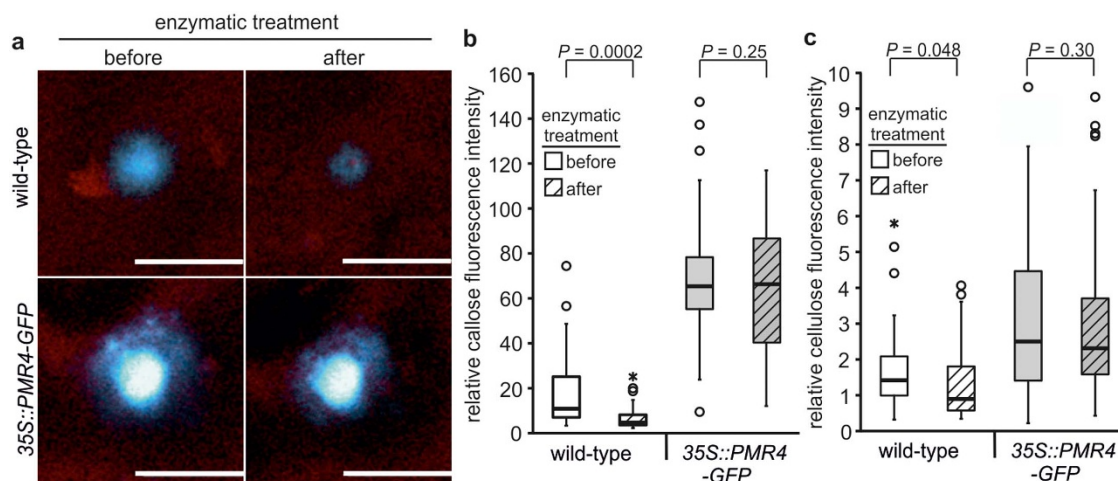 a
enzymatic treatment
before
after
wild-type
35S::PMR4-GFP
b
P = 0.0002
P = 0.25
relative callose fluorescence intensity
160
140
120
100
80
60
40
20
0
enzymatic
treatment
before
after
*
*
wild-type
35S::PMR4
-GFP
c
P = 0.048
P = 0.30
relative cellulose fluorescence intensity
10
9
8
7
6
5
4
3
2
1
0
enzymatic
treatment
before
after
*
wild-type
35S::PMR4
-GFP